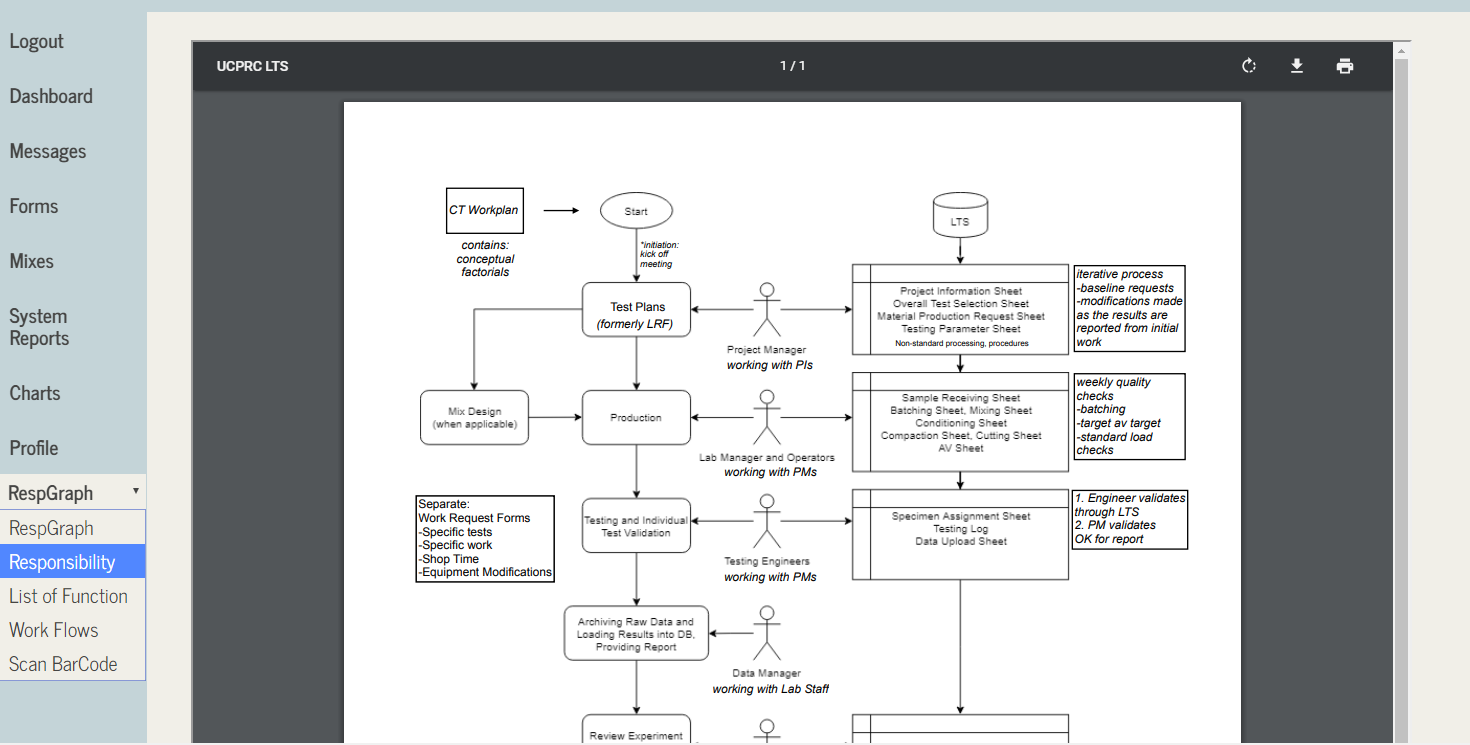 Logout
Dashboard
Messages
Forms
Mixes
System
Reports
Charts
Profile
RespGraph
RespGraph
Responsibility
List of Function
Work Flows
Scan BarCode
UCPRC LTS
1 / 1
CT Workplan
contains:
conceptual
factorials
Start
*initiation:
kick off
meeting
LTS
Test Plans
(formerly LRF)
Project Manager
working with PIs
Project Information Sheet
Overall Test Selection Sheet
Material Production Request Sheet
Testing Parameter Sheet
Non-standard processing, procedures
iterative process
-baseline requests
-modifications made
as the results are
reported from initial
work
Mix Design
(when applicable)
Production
Lab Manager and Operators
working with PMs
Sample Receiving Sheet
Batching Sheet, Mixing Sheet
Conditioning Sheet
Compaction Sheet, Cutting Sheet
AV Sheet
weekly quality
checks
-batching
-target av target
-standard load
checks
Separate:
Work Request Forms
-Specific tests
-Specific work
-Shop Time
-Equipment Modifications
Testing and Individual
Test Validation
Testing Engineers
working with PMs
Specimen Assignment Sheet
Testing Log
Data Upload Sheet
1. Engineer validates
through LTS
2. PM validates
OK for report
Archiving Raw Data and
Loading Results into DB,
Providing Report
Data Manager
working with Lab Staff
Review Experiment